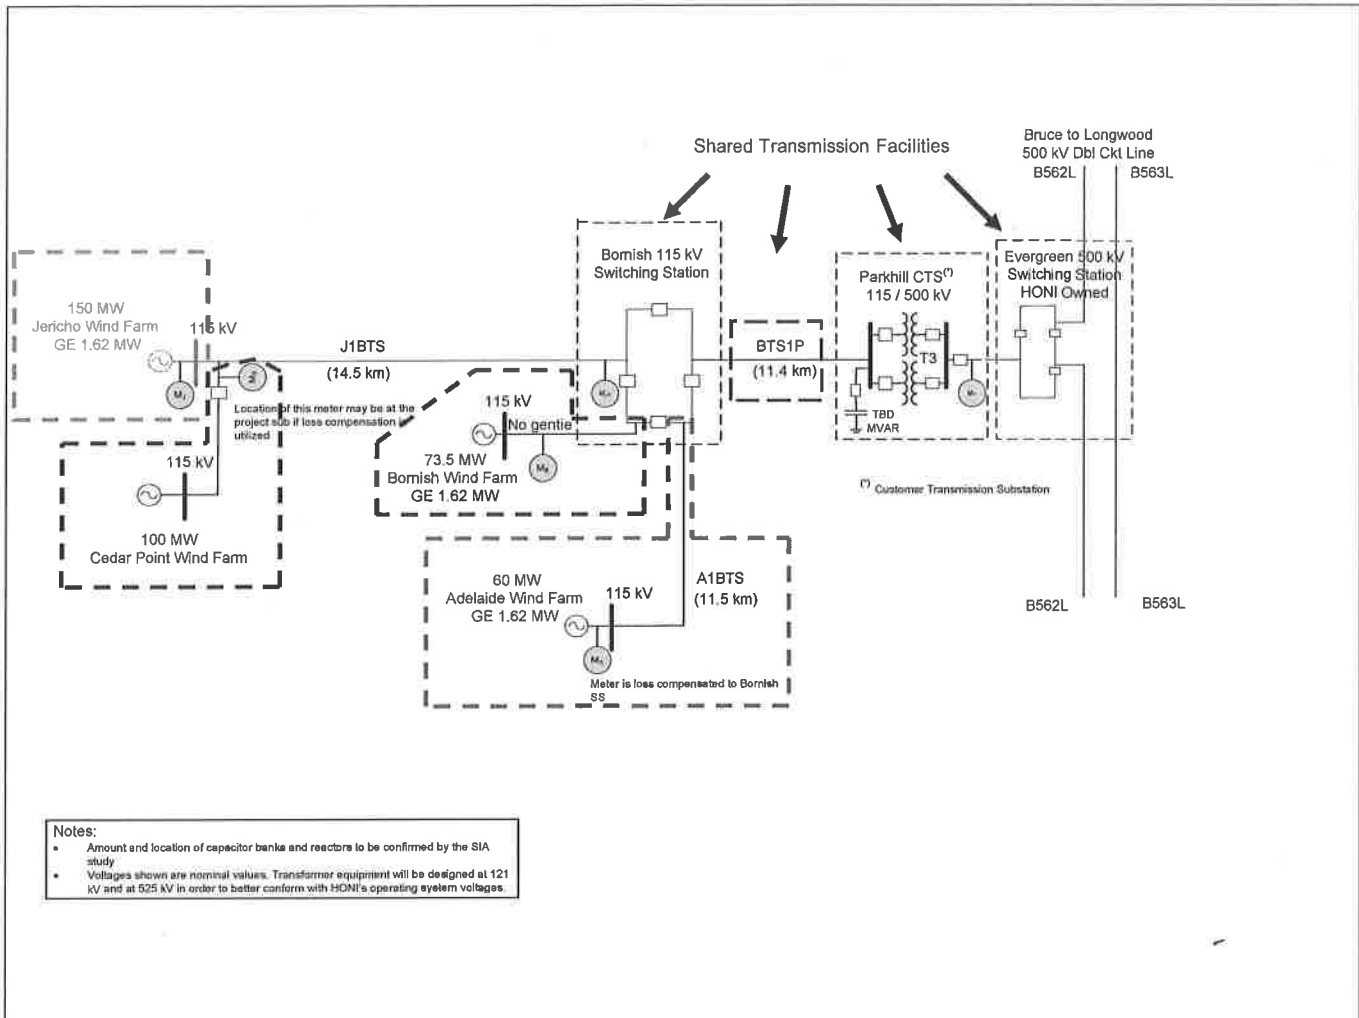 Shared Transmission Facilities
Bruce to Longwood
500 kV Dbl Ckt Line
B562L
B563L
Bornish 115 kV
Switching Station
Parkhill CTS(*)
115 / 500 kV
Evergreen 500 kV
Switching Station
HONI Owned
150 MW
Jericho Wind Farm
GE 1.62 MW
115 kV
J1BTS
(14.5 km)
BTS1P
(11.4 km)
T3
TBD
MVAR
Location of this meter may be at the
project sub if loss compensation is
utilized
115 kV
No gentie
73.5 MW
Bornish Wind Farm
GE 1.62 MW
115 kV
100 MW
Cedar Point Wind Farm
(*) Customer Transmission Substation
60 MW
Adelaide Wind Farm
GE 1.62 MW
115 kV
A1BTS
(11.5 km)
Meter is loss compensated to Bornish
SS
B562L
B563L
Notes:
• Amount and location of capacitor banks and reactors to be confirmed by the SIA
study
• Voltages shown are nominal values. Transformer equipment will be designed at 121
kV and at 525 kV in order to better conform with HONI's operating system voltages.